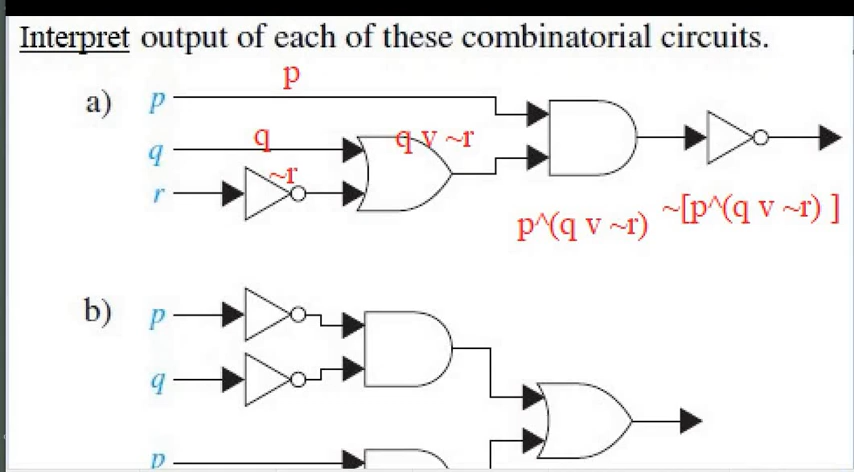 Interpret output of each of these combinatorial circuits.
p
a) p
q q q v ~r
~r
r
p^(q v ~r) ~[p^(q v ~r) ]
b) p
q
p